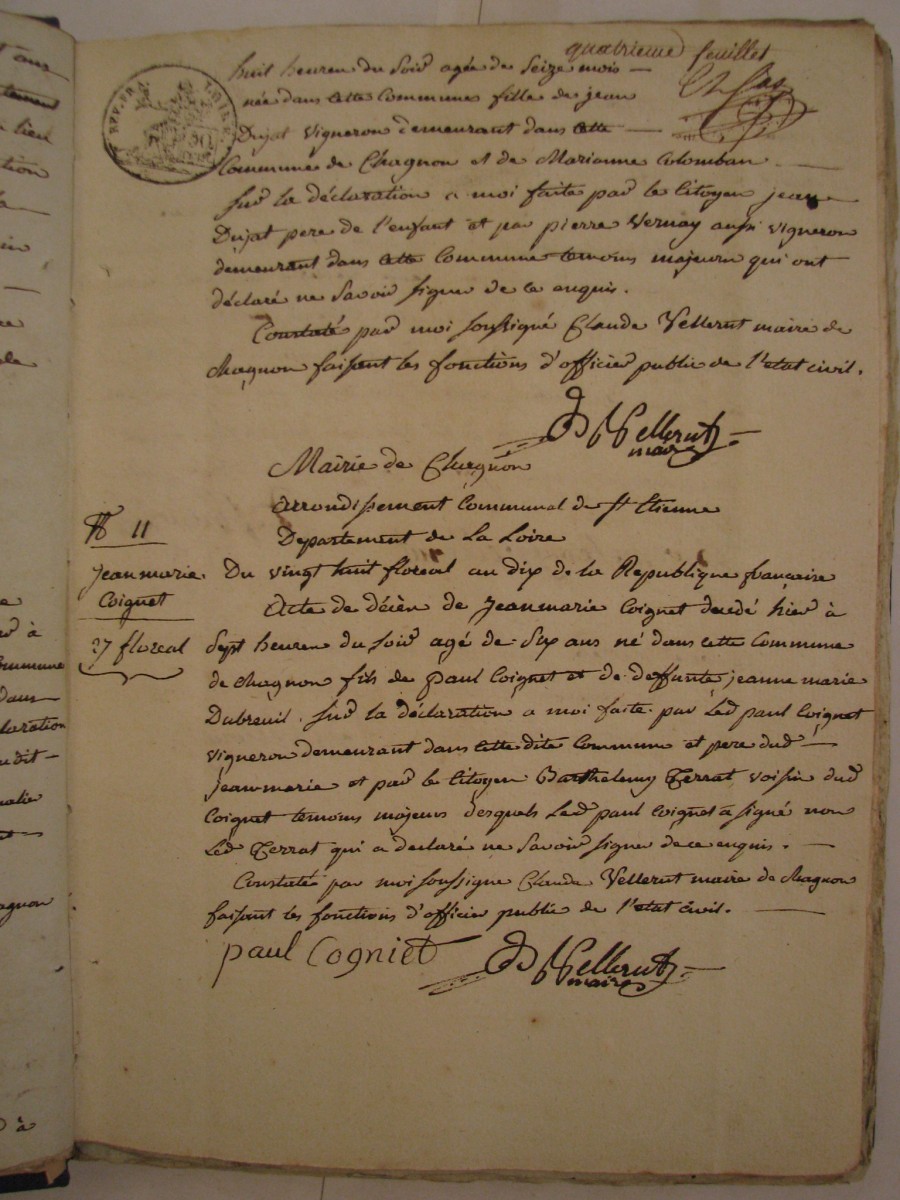 quatrieme feuillet
REP. FRA. LOIRE
huit heures du soir agée de seize mois
née dans cette Commune fille de jean
Dujat vigneron demeurant dans cette
Commune de Chagnon et de Marianne Colomban
sur la déclaration a moi faite par le Citoyen jean
Dujat pere de l'enfant et par pierre Vernay aussi vigneron
demeurant dans cette Commune temoins majeurs qui ont
déclaré ne savoir signer de ce enquis.
Constaté par moi soussigné Claude Vellerut maire de
Chagnon faisant les fonctions d'officier public de l'etat civil.
Vellerut
maire
Mairie de Chagnon
arrondissement Communal de st Etienne
Departement de La Loire
N° 11
jeanmarie
Coignet
27 floreal
Du vingt huit floreal an dix de la Republique francaise
Acte de décès de jeanmarie Coignet decedé hier à
sept heures du soir agé de six ans né dans cette Commune
de Chagnon fils de paul Coignet et de deffunte jeanne marie
Dubreuil. sur la déclaration a moi faite par Led paul Coignet
vigneron demeurant dans cette dite Commune et pere dud
jeanmarie et par le Citoyen Barthelemy Terrat voisin dud
Coignet temoins majeurs desquels Led paul Coignet a signé non
Led Terrat qui a declaré ne savoir signer de ce enquis.
Constaté par moi soussigne Claude Vellerut maire de Chagnon
faisant les fonctions d'officier public de l'etat civil.
paul Cogniet
Vellerut
maire